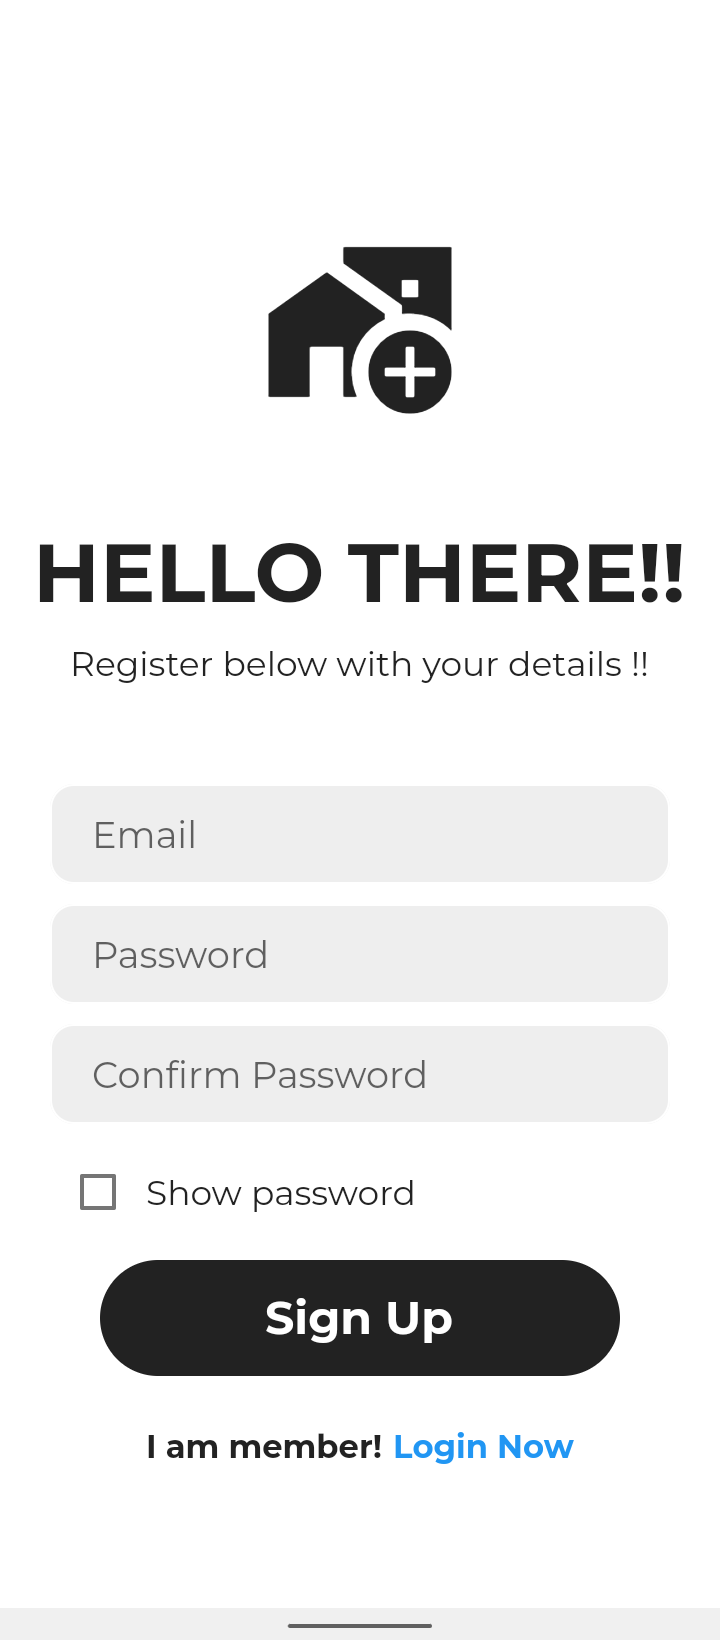 HELLO THERE!!
Register below with your details !!
Email
Password
Confirm Password
Show password
Sign Up
I am member! Login Now